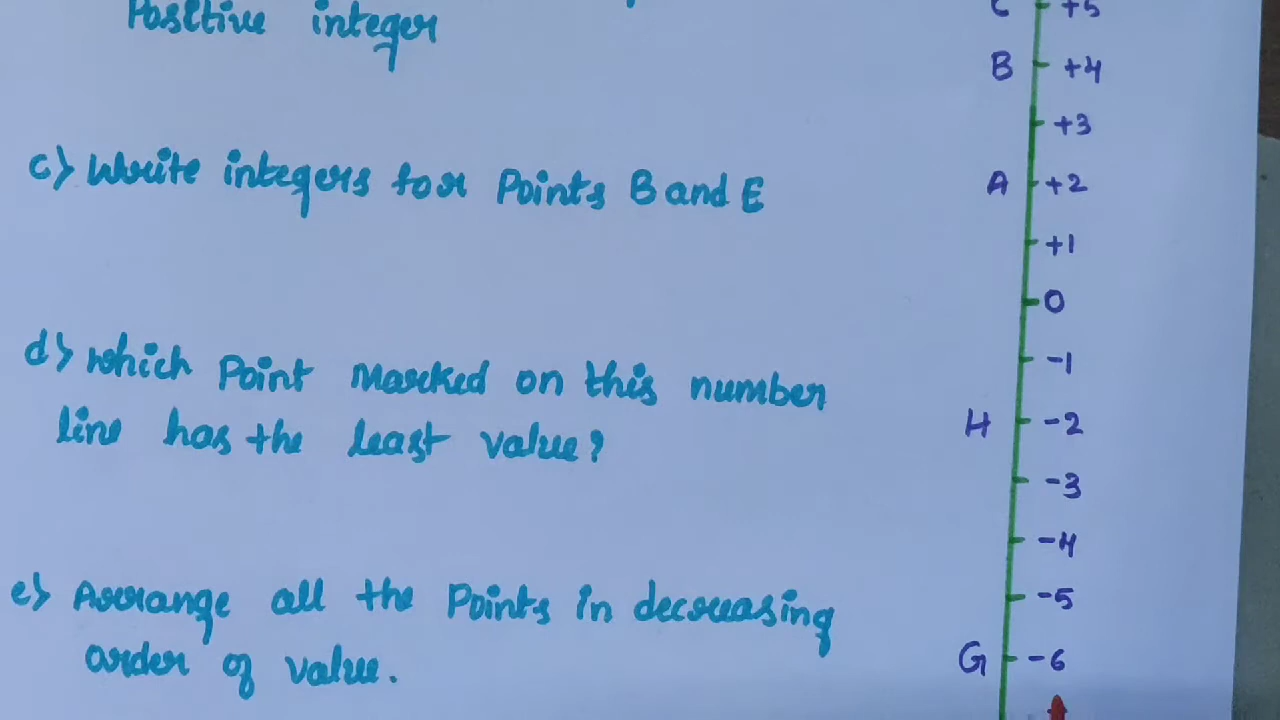 Positive integer
c) Write integers for Points B and E
d) Which Point Marked on this number
line has the least value?
e) Arrange all the Points in decreasing
order of value.
C +5
B +4
+3
A +2
+1
0
-1
H -2
-3
-4
-5
G -6